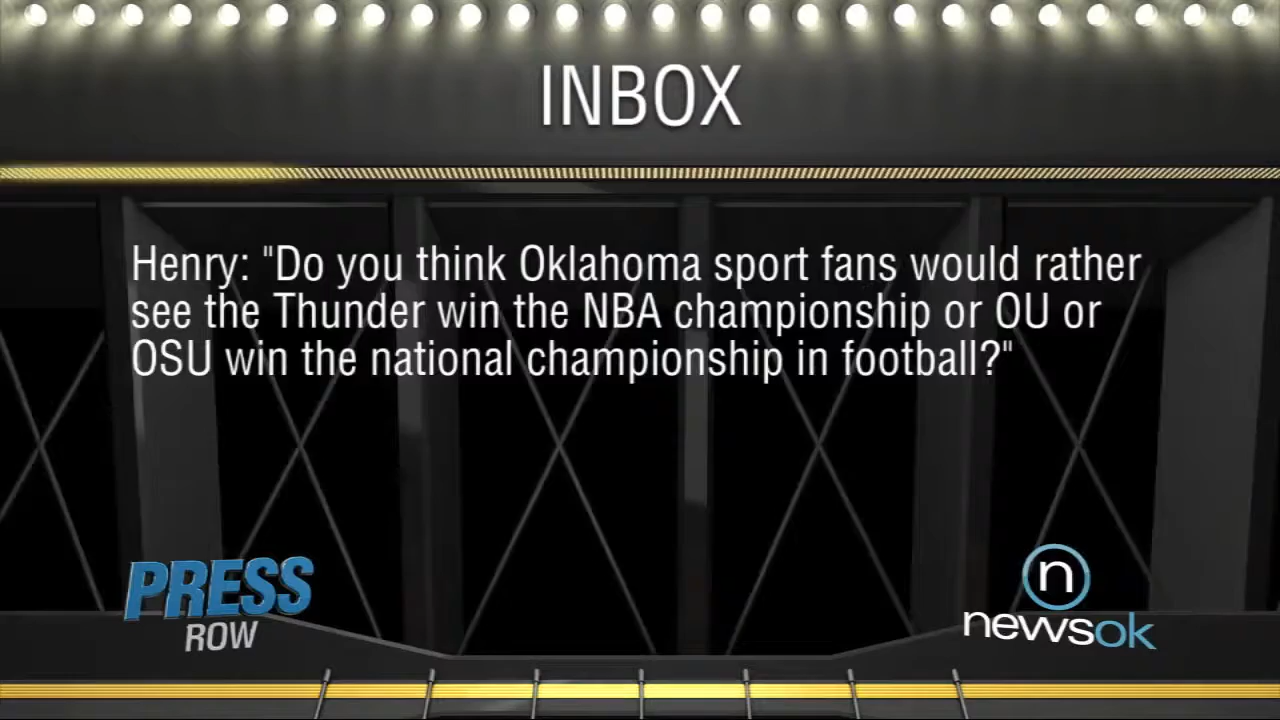 INBOX
Henry: "Do you think Oklahoma sport fans would rather
see the Thunder win the NBA championship or OU or
OSU win the national championship in football?"
PRESS
ROW
n
newsok